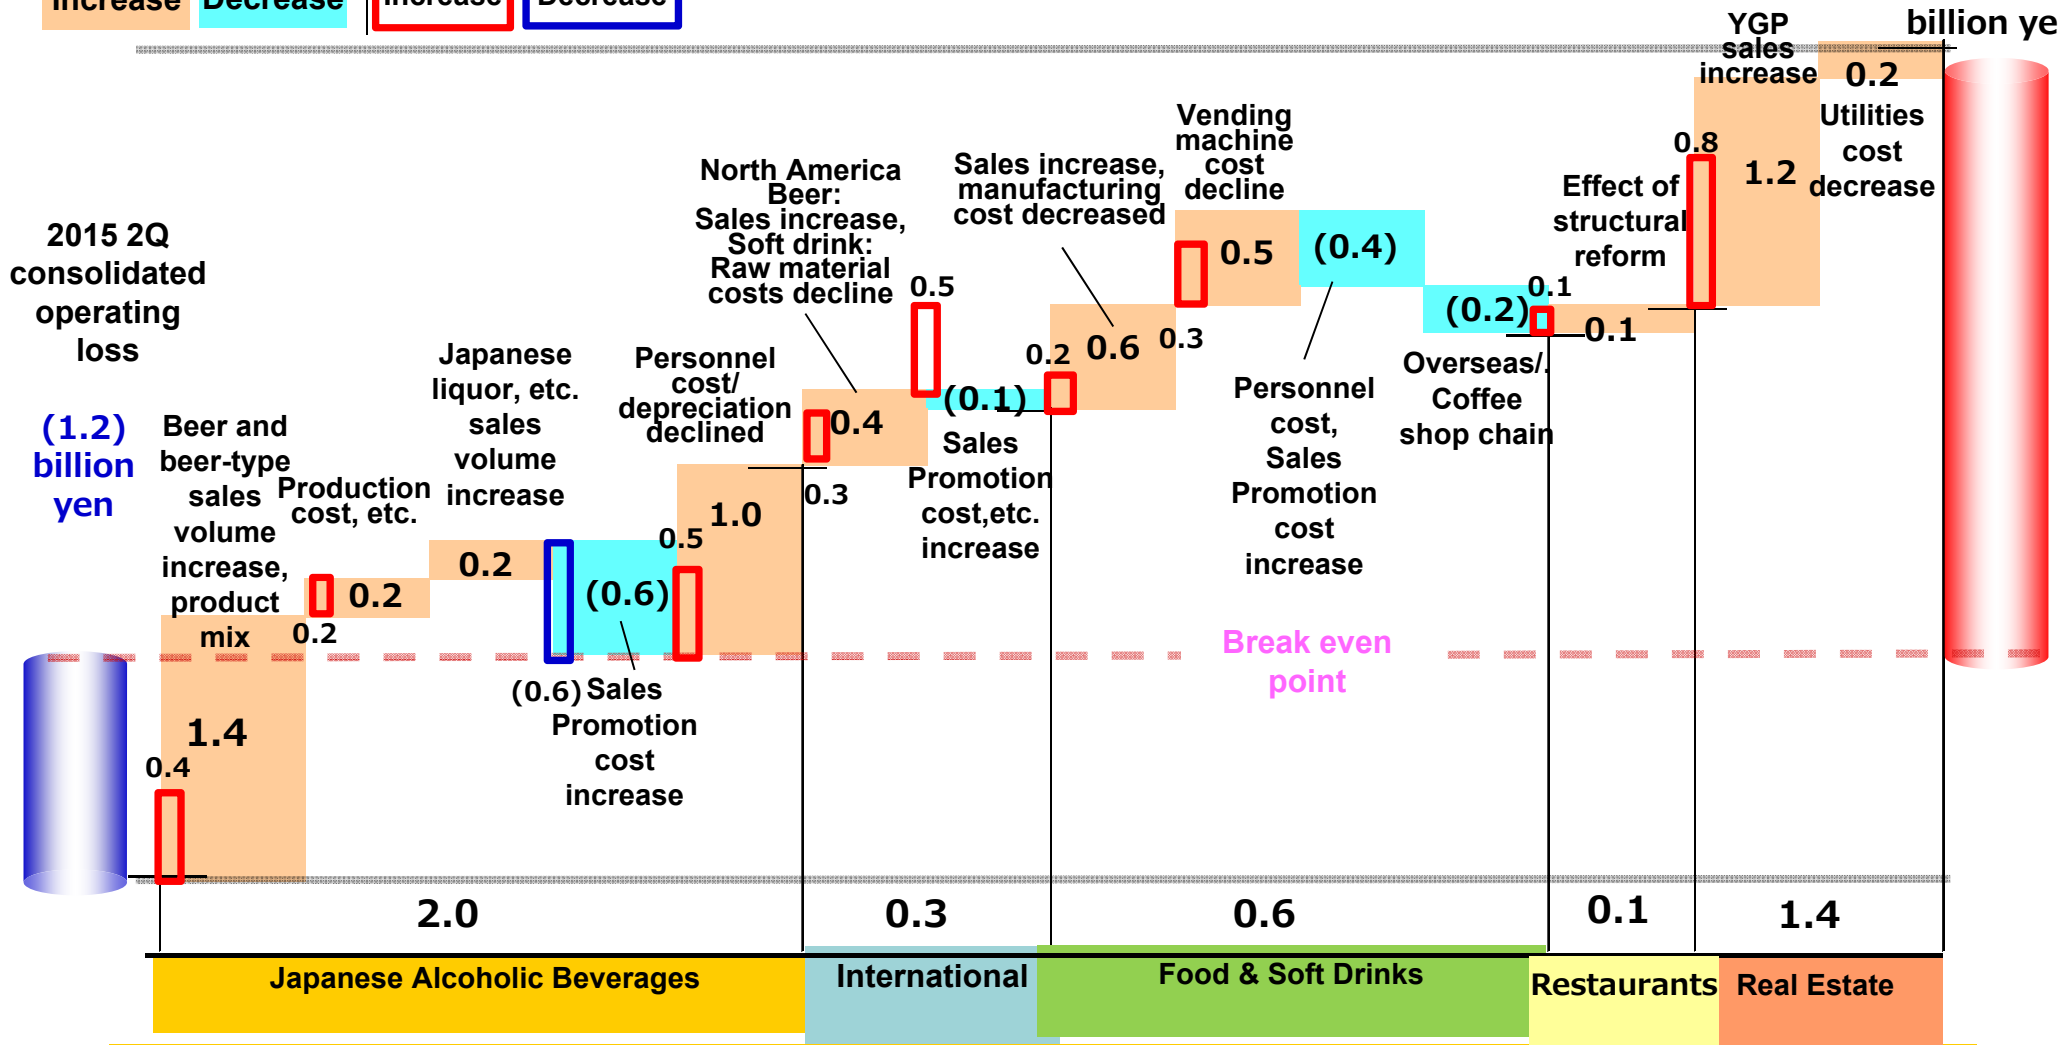 Increase Decrease Increase Decrease
billion ye
2015 2Q
consolidated
operating
loss
(1.2)
billion
yen
Beer and
beer-type
sales
volume
increase,
product
mix
1.4
0.4
Production
cost, etc.
0.2
0.2
Japanese
liquor, etc.
sales
volume
increase
0.2
(0.6)
(0.6)
Sales
Promotion
cost
increase
Personnel
cost/
depreciation
declined
0.5
1.0
North America
Beer:
Sales increase,
Soft drink:
Raw material
costs decline
0.4
0.3
0.5
(0.1)
Sales
Promotion
cost,etc.
increase
Sales increase,
manufacturing
cost decreased
0.2
0.6
Vending
machine
cost
decline
0.3
0.5
(0.4)
Personnel
cost,
Sales
Promotion
cost
increase
(0.2)
Overseas/.
Coffee
shop chain
0.1
Effect of
structural
reform
0.1
0.8
YGP
sales
increase
1.2
0.2
Utilities
cost
decrease
Break even
point
2.0 0.3 0.6 0.1 1.4
Japanese Alcoholic Beverages International Food & Soft Drinks Restaurants Real Estate